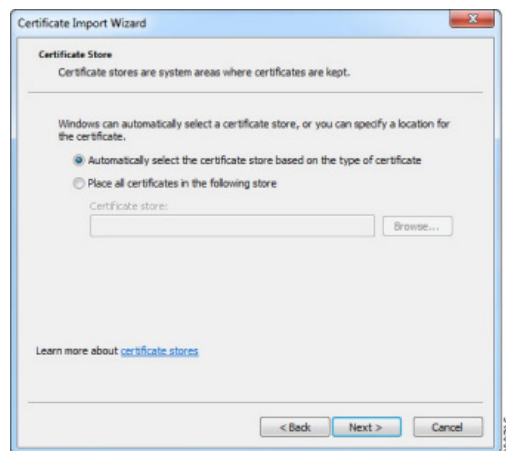 Certificate Import Wizard
Certificate Store
Certificate stores are system areas where certificates are kept.
Windows can automatically select a certificate store, or you can specify a location for
the certificate.
Automatically select the certificate store based on the type of certificate
Place all certificates in the following store
Certificate store:
Browse...
Learn more about certificate stores
< Back
Next >
Cancel